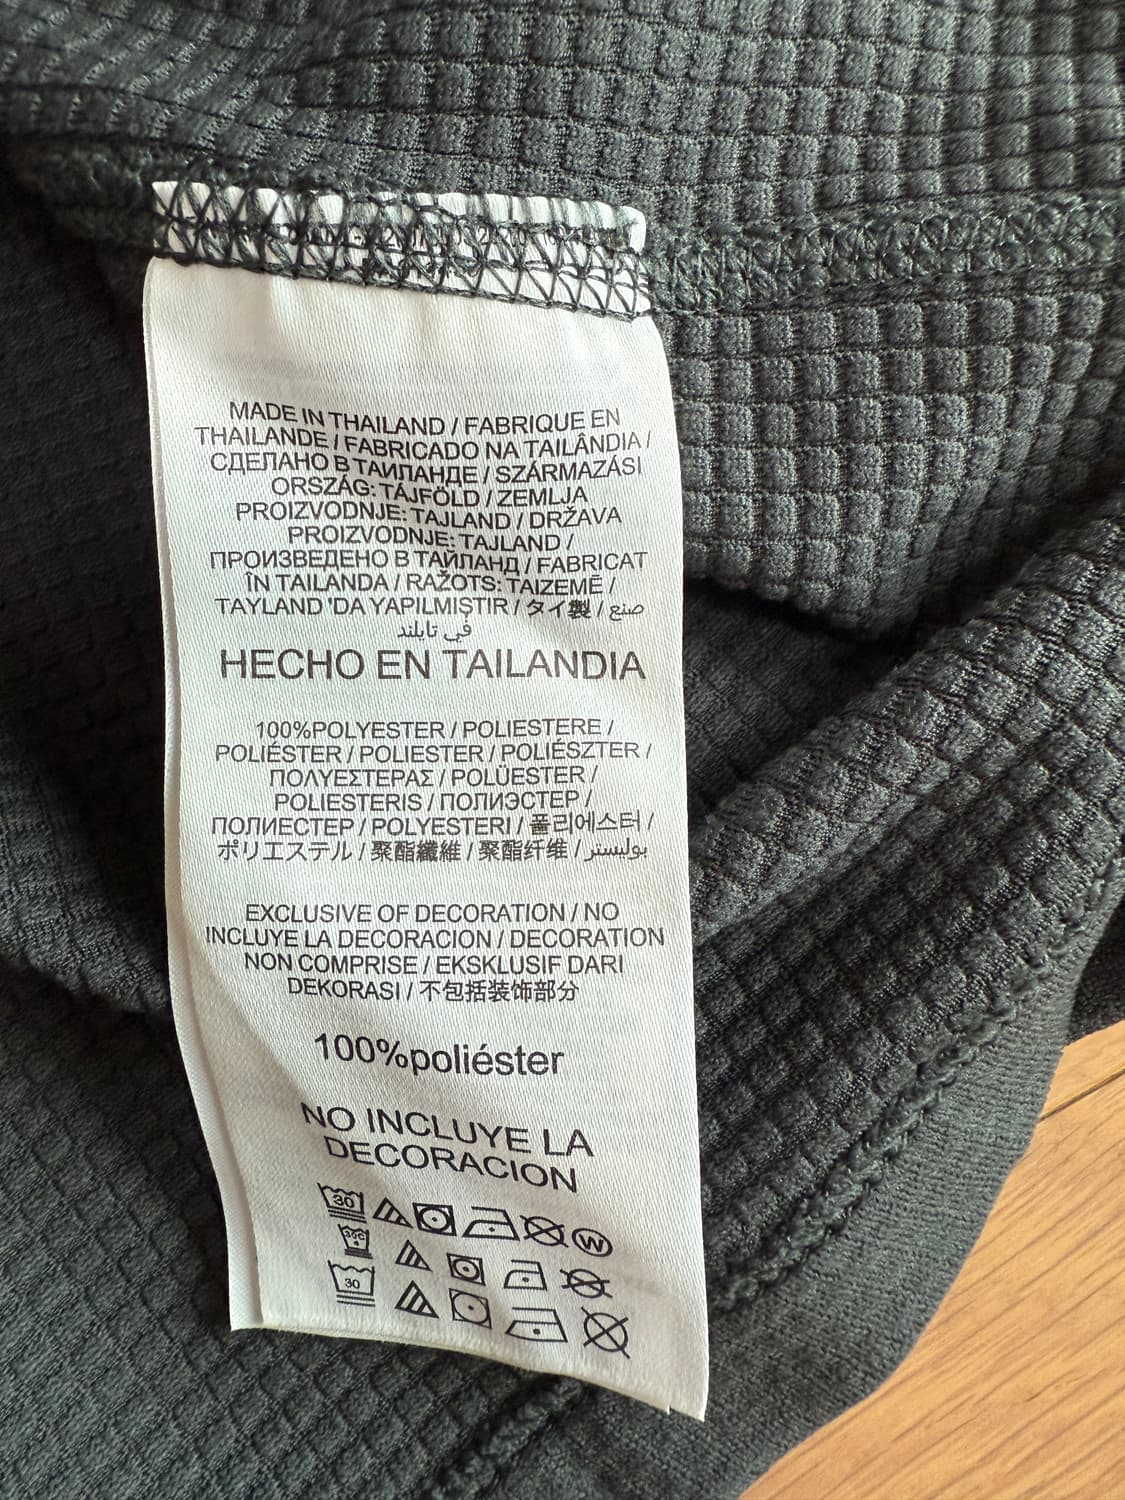 MADE IN THAILAND / FABRIQUE EN
THAILANDE / FABRICADO NA TAILÂNDIA /
СДЕЛАНО В ТАИЛАНДЕ / SZÁRMAZÁSI
ORSZÁG: TÁJFÖLD / ZEMLJA
PROIZVODNJE: TAJLAND / DRŽAVA
PROIZVODNJE: TAJLAND /
ПРОИЗВЕДЕНО В ТАЙЛАНД / FABRICAT
ÎN TAILANDA / RAŽOTS: TAIZEMĒ /
TAYLAND 'DA YAPILMIŞTIR / タイ製 / صنع
في تايلند
HECHO EN TAILANDIA
100%POLYESTER / POLIESTERE /
POLIÉSTER / POLIESTER / POLIÉSZTER /
ΠΟΛΥΕΣΤΕΡΑΣ / POLÜESTER /
POLIESTERIS / ПОЛИЭСТЕР /
ПОЛИЕСТЕР / POLYESTERI / 폴리에스터 /
ポリエステル / 聚酯纖維 / 聚酯纤维 / بوليستر
EXCLUSIVE OF DECORATION / NO
INCLUYE LA DECORACION / DECORATION
NON COMPRISE / EKSKLUSIF DARI
DEKORASI / 不包括装饰部分
100%poliéster
NO INCLUYE LA
DECORACION
30 W
30C
30